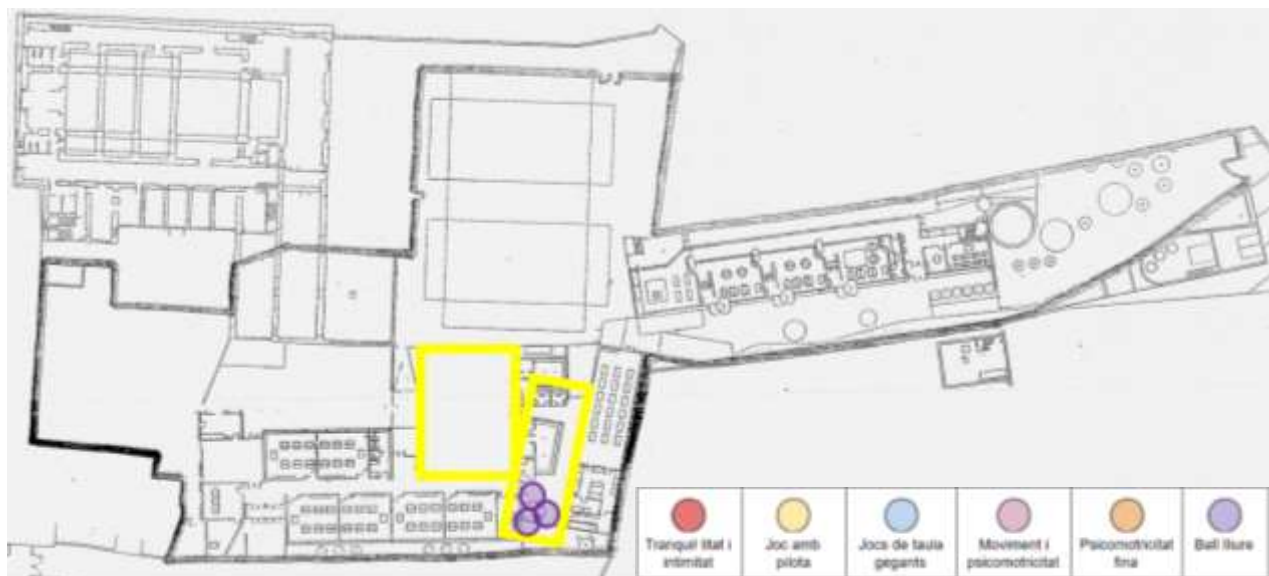 Tranquil·litat i
intimitat
Joc amb
pilota
Jocs de taula
gegants
Moviment i
psicomotricitat
Psicomotricitat
fina
Ball lliure